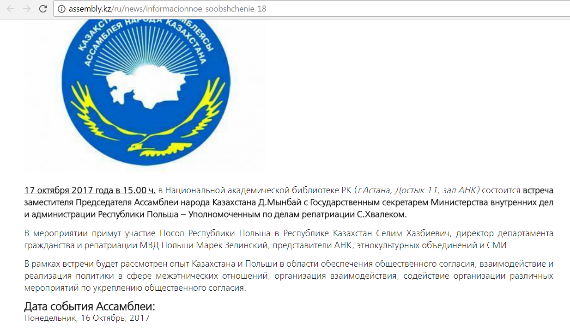 assembly.kz/ru/news/informacionnoe-soobshchenie-18
АССАМБЛЕЯ НАРОДА КАЗАХСТАНА
17 октября 2017 года в 15.00 ч. в Национальной академической библиотеке РК (г.Астана, Достык 11, зал АНК) состоится встреча
заместителя Председателя Ассамблеи народа Казахстана Д.Мынбай с Государственным секретарем Министерства внутренних дел
и администрации Республики Польша – Уполномоченным по делам репатриации С.Хвалеком.
В мероприятии примут участие Посол Республики Польша в Республике Казахстан Селим Хазбиевич, директор департамента
гражданства и репатриации МВД Польши Марек Зелинский, представители АНК, этнокультурных объединений и СМИ.
В рамках встречи будет рассмотрен опыт Казахстана и Польши в области обеспечения общественного согласия, взаимодействие и
реализация политики в сфере межэтнических отношений, организация взаимодействия, содействие организации различных
мероприятий по укреплению общественного согласия.
Дата события Ассамблеи:
Понедельник, 16 Октябрь, 2017